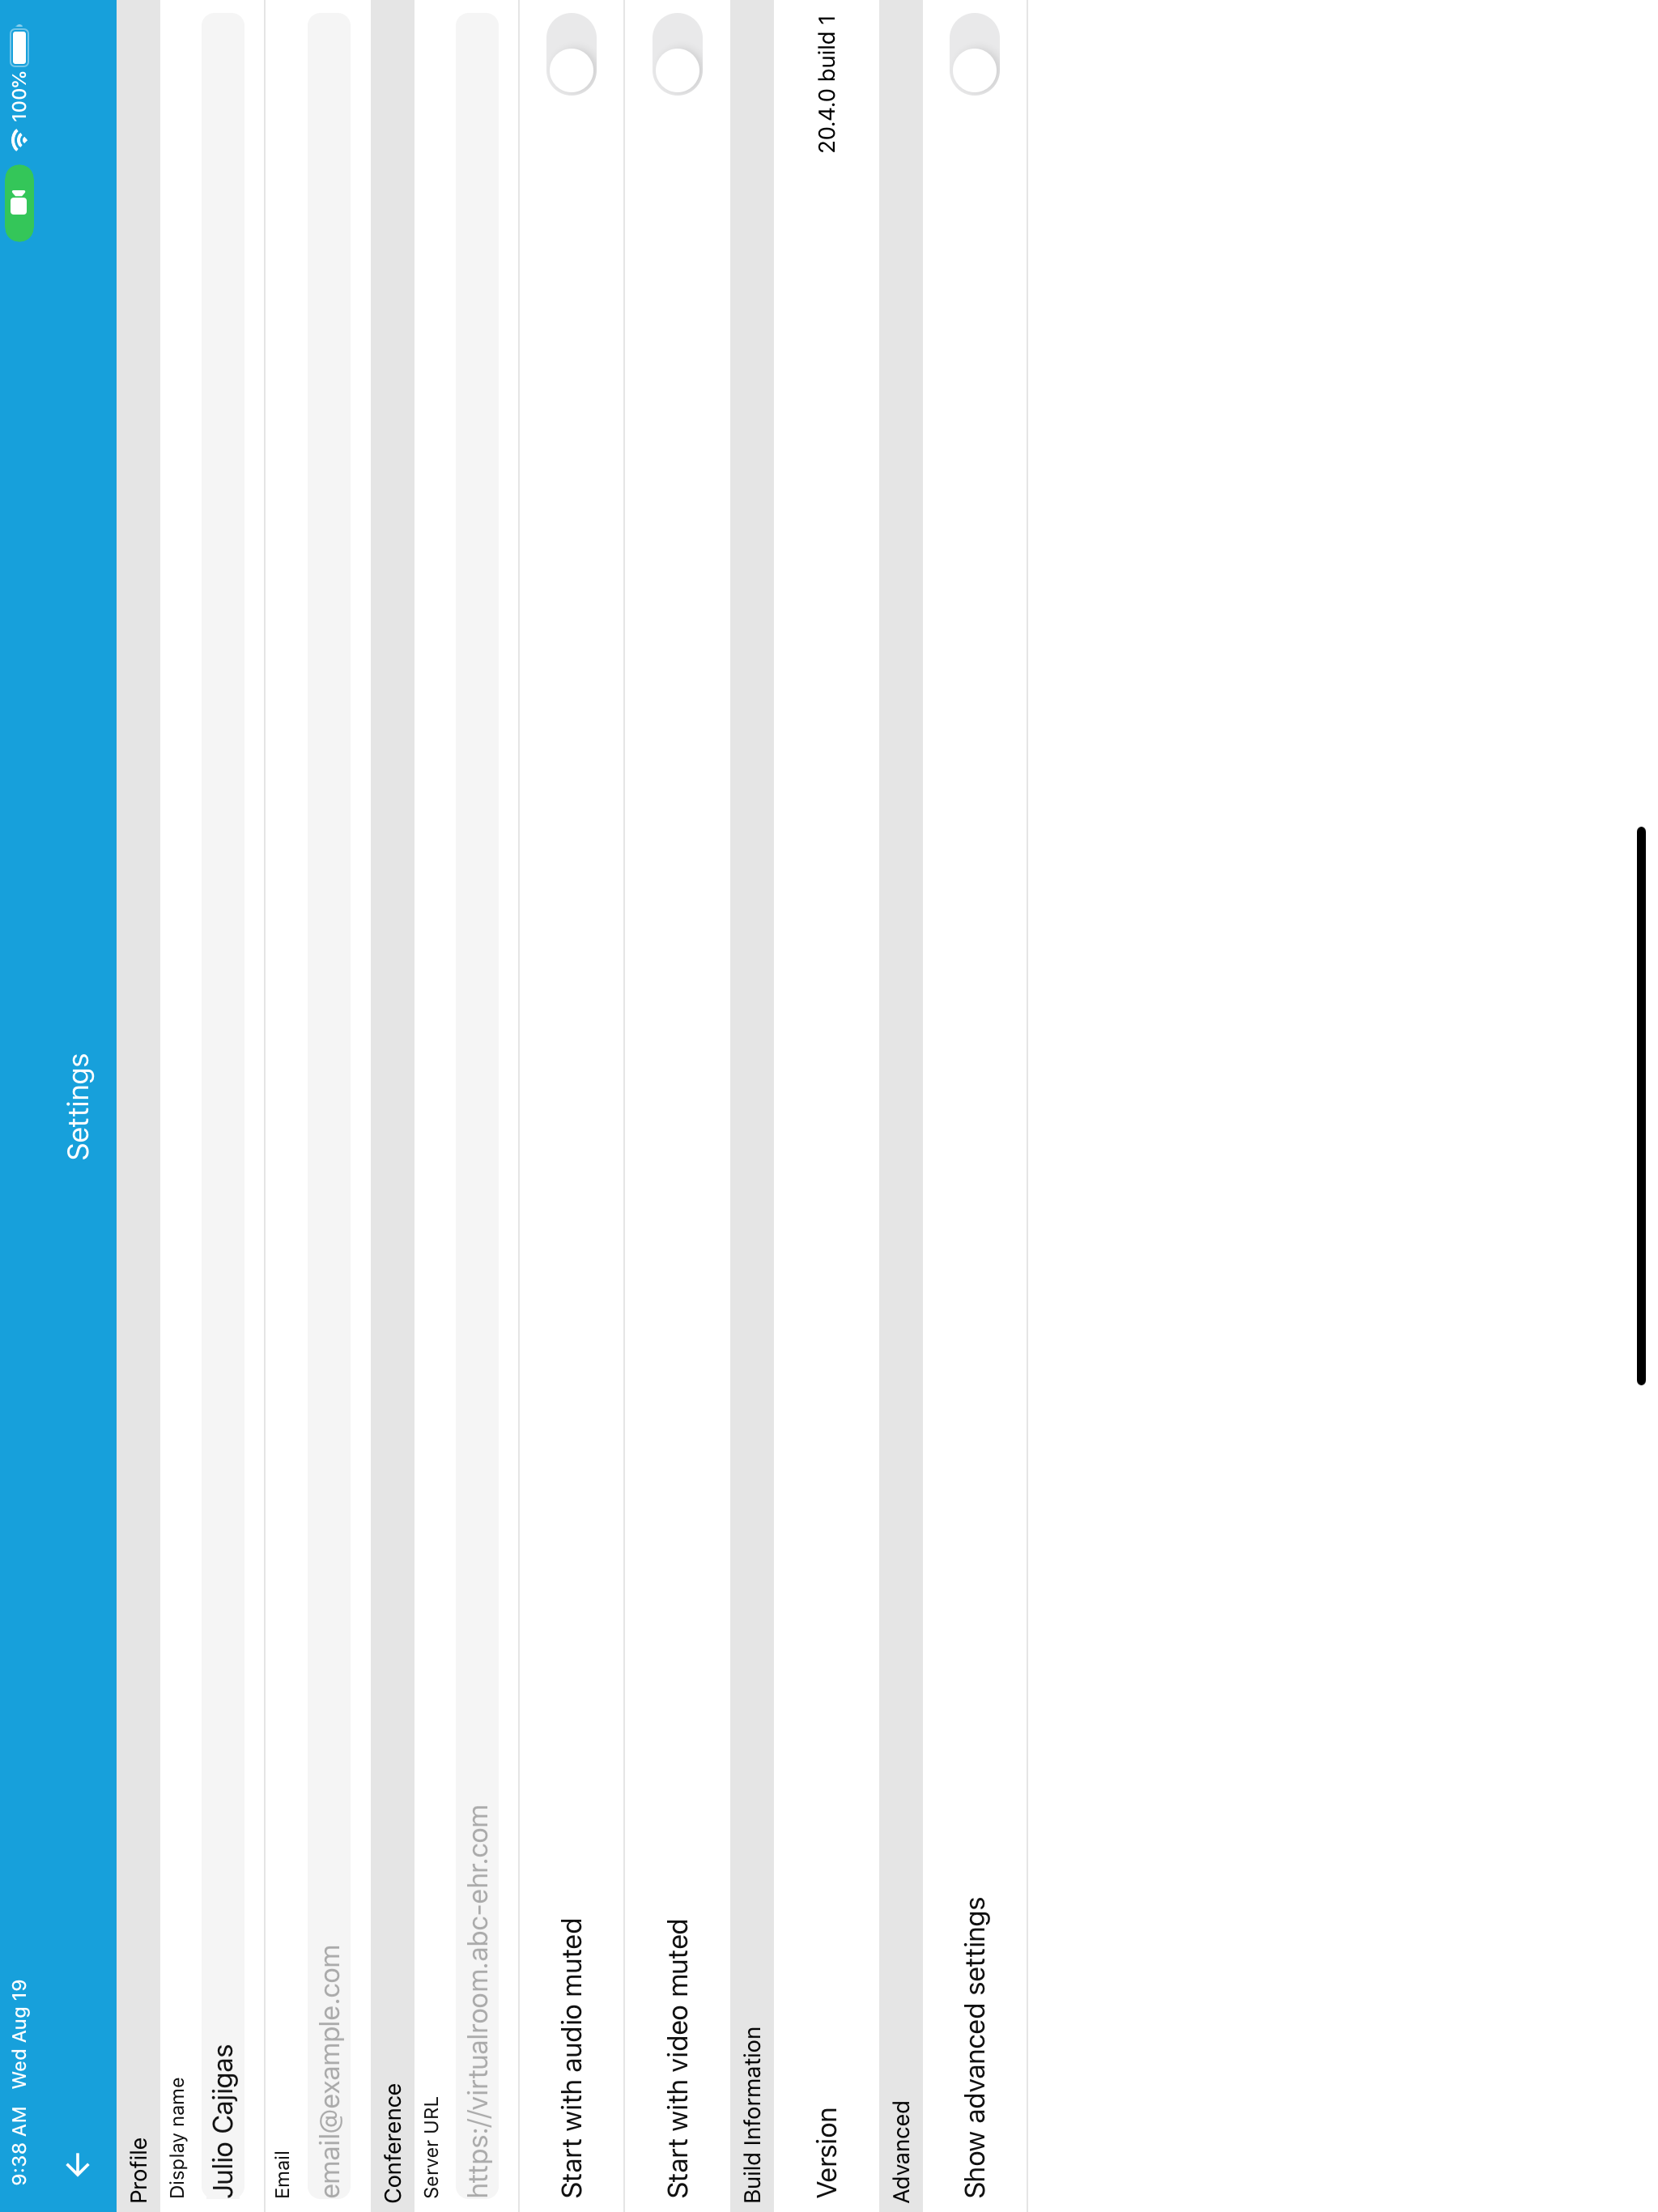 9:38 AM Wed Aug 19
100%
Settings
Profile
Display name
Julio Cajigas
Email
email@example.com
Conference
Server URL
https://virtualroom.abc-ehr.com
Start with audio muted
Start with video muted
Build Information
Version 20.4.0 build 1
Advanced
Show advanced settings